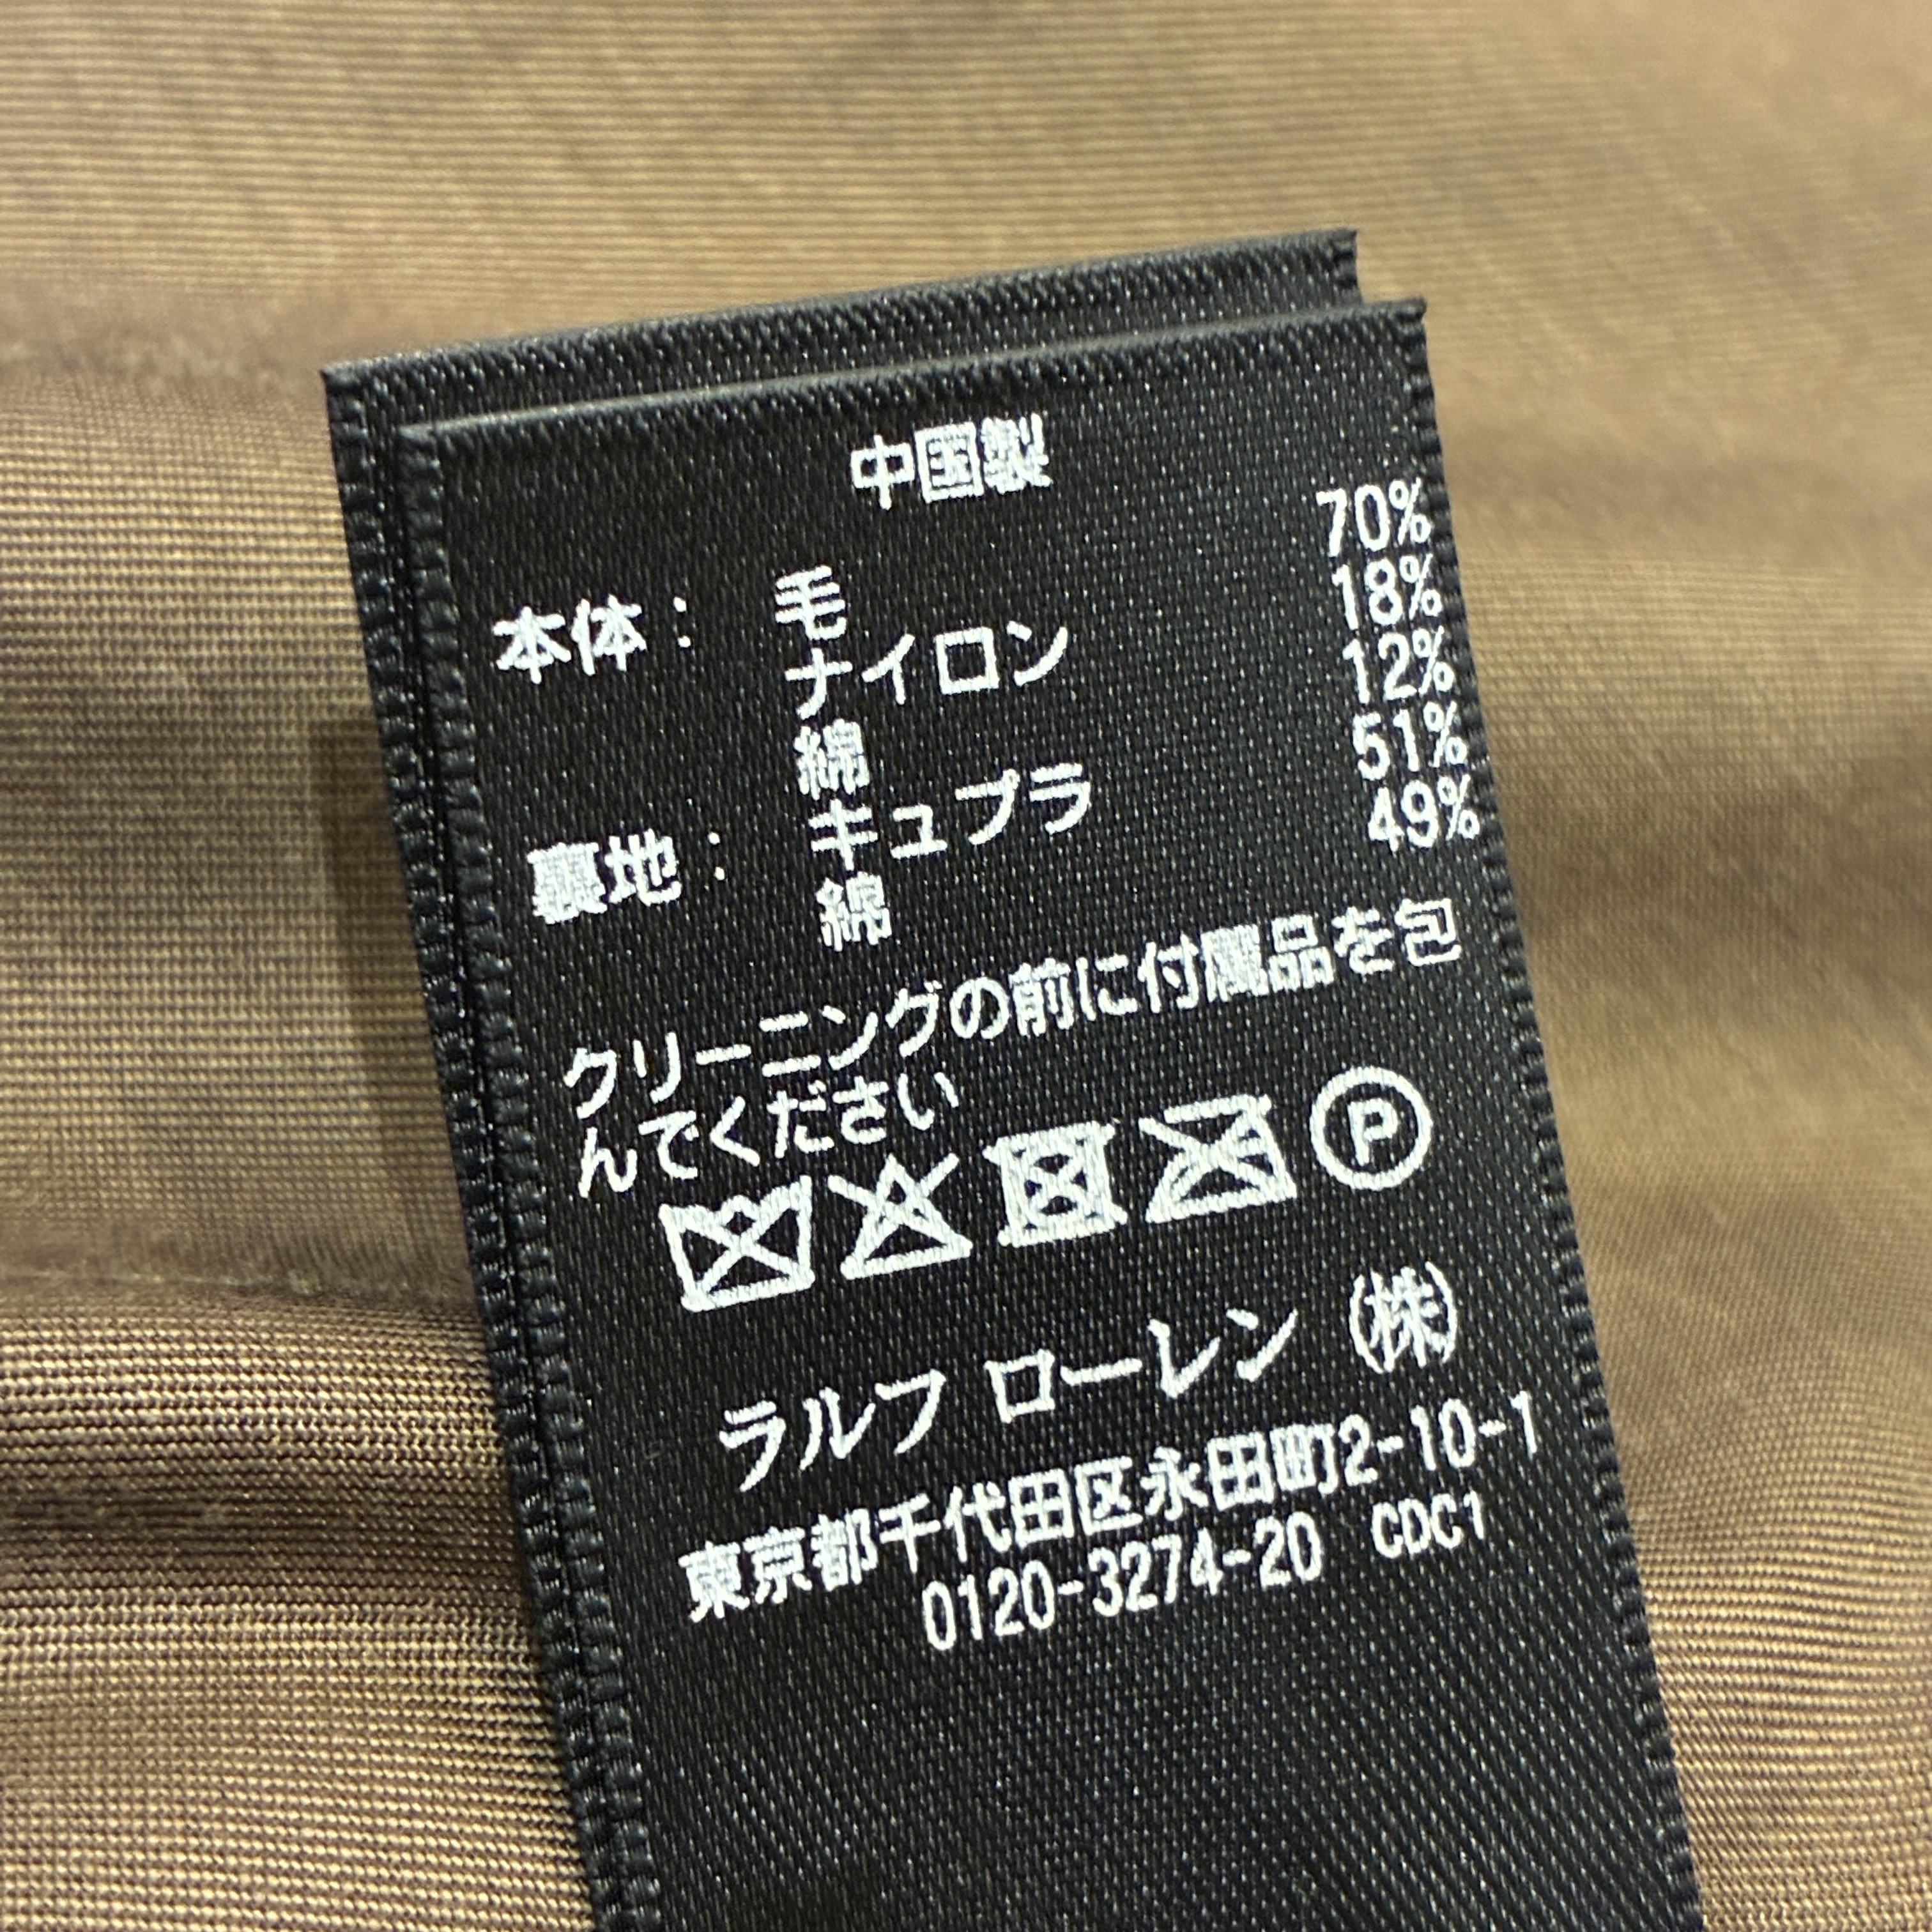 中国製
本体： 毛 70%
ナイロン 18%
綿 12%
裏地： キュプラ 51%
綿 49%
クリーニングの前に付属品を包
んでください
P
ラルフ ローレン ㈱
東京都千代田区永田町2-10-1
0120-3274-20 CDC1